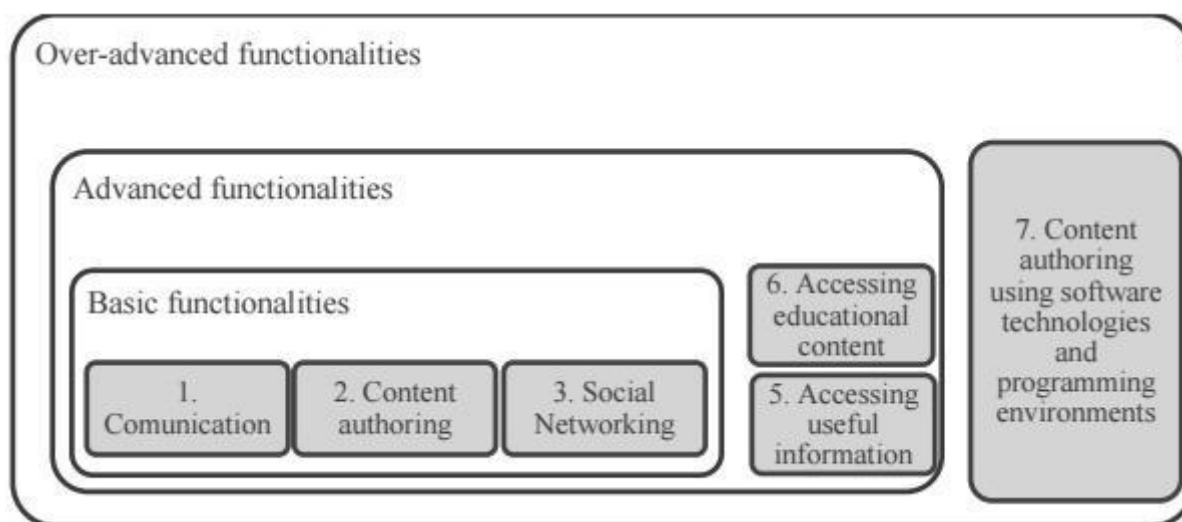 Over-advanced functionalities
Advanced functionalities
Basic functionalities
1.
Comunication
2. Content
authoring
3. Social
Networking
6. Accessing
educational
content
5. Accessing
useful
information
7. Content
authoring
using software
technologies
and
programming
environments